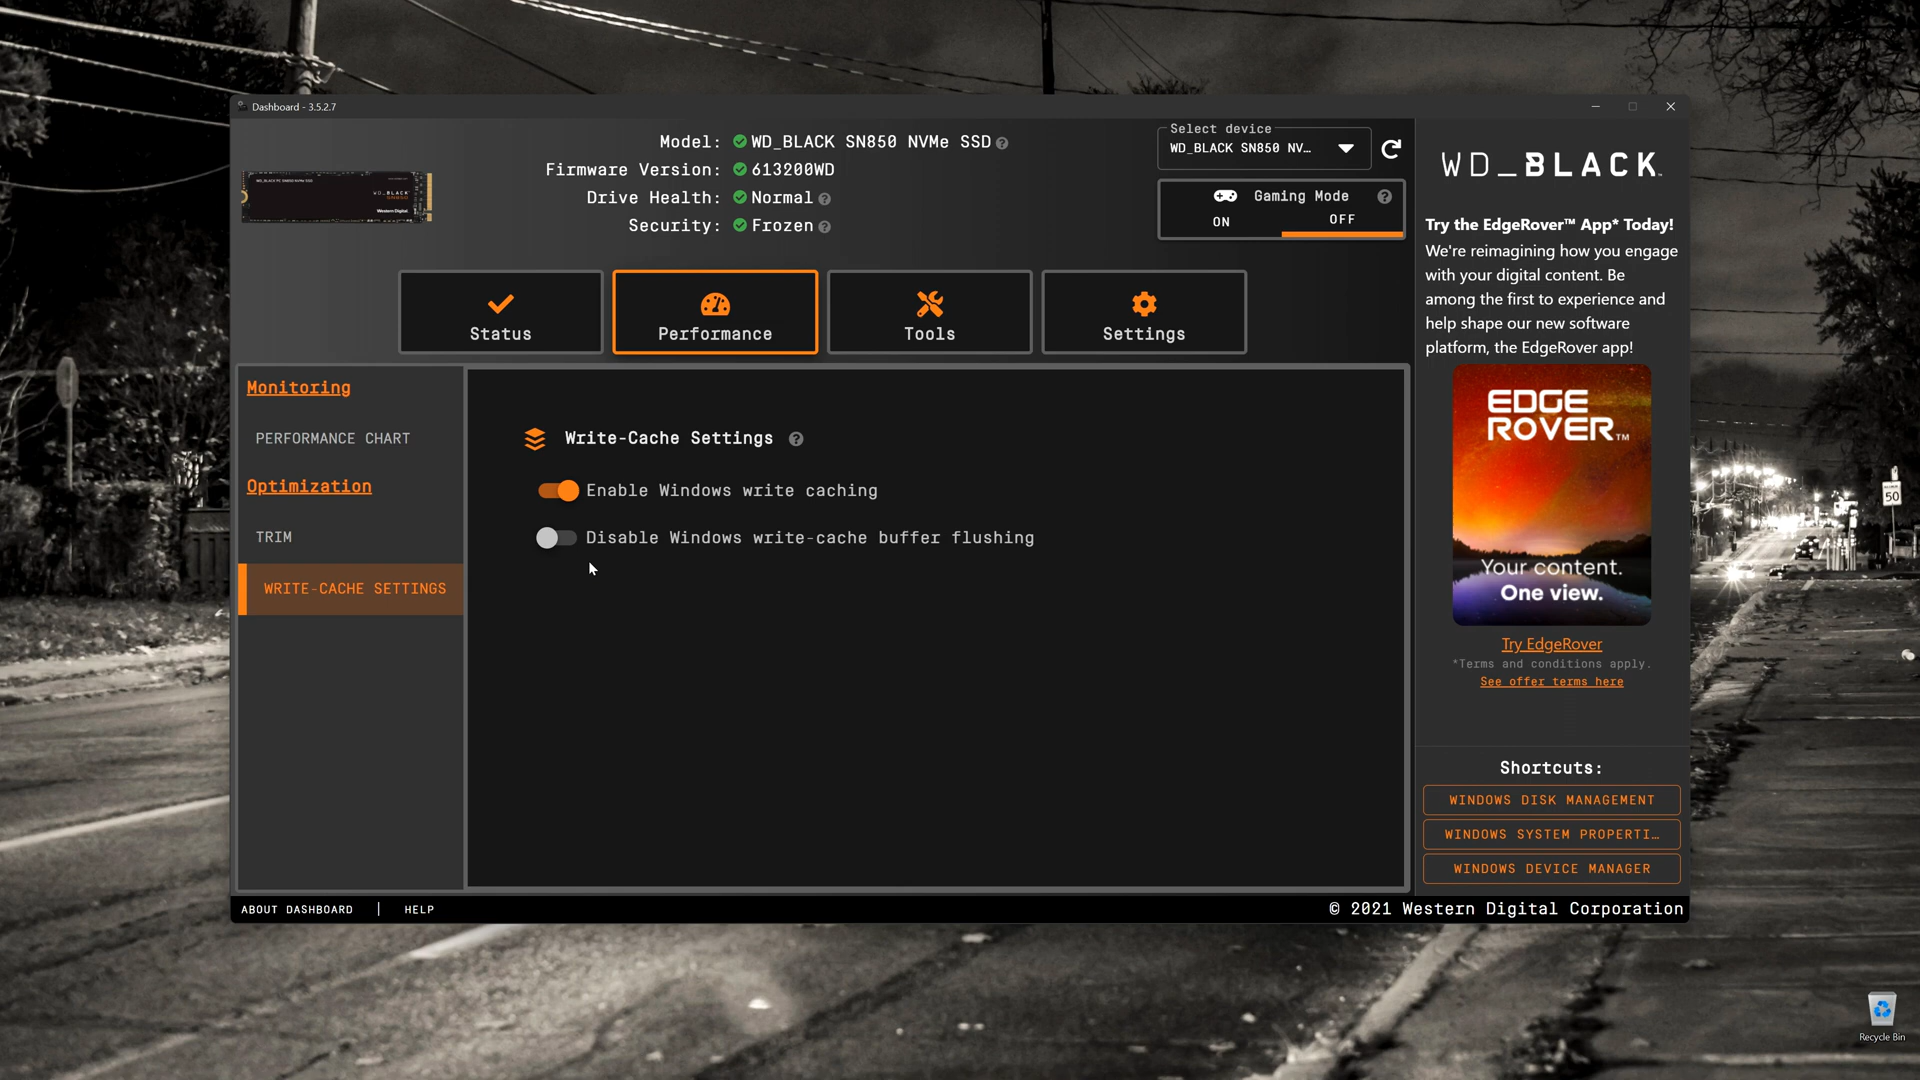 Dashboard - 3.5.2.7
Model: WD_BLACK SN850 NVMe SSD
Firmware Version: 613200WD
Drive Health: Normal
Security: Frozen
Select device
WD_BLACK SN850 NV…
Gaming Mode
ON OFF
WD_BLACK
SN850
Western Digital
Status
Performance
Tools
Settings
Monitoring
PERFORMANCE CHART
Optimization
TRIM
WRITE-CACHE SETTINGS
Write-Cache Settings
Enable Windows write caching
Disable Windows write-cache buffer flushing
WD_BLACK™
Try the EdgeRover™ App* Today!
We're reimagining how you engage
with your digital content. Be
among the first to experience and
help shape our new software
platform, the EdgeRover app!
EDGE
ROVER™
Your content.
One view.
Try EdgeRover
*Terms and conditions apply.
See offer terms here
Shortcuts:
WINDOWS DISK MANAGEMENT
WINDOWS SYSTEM PROPERTI…
WINDOWS DEVICE MANAGER
ABOUT DASHBOARD | HELP
© 2021 Western Digital Corporation
MAXIMUM
50
Recycle Bin